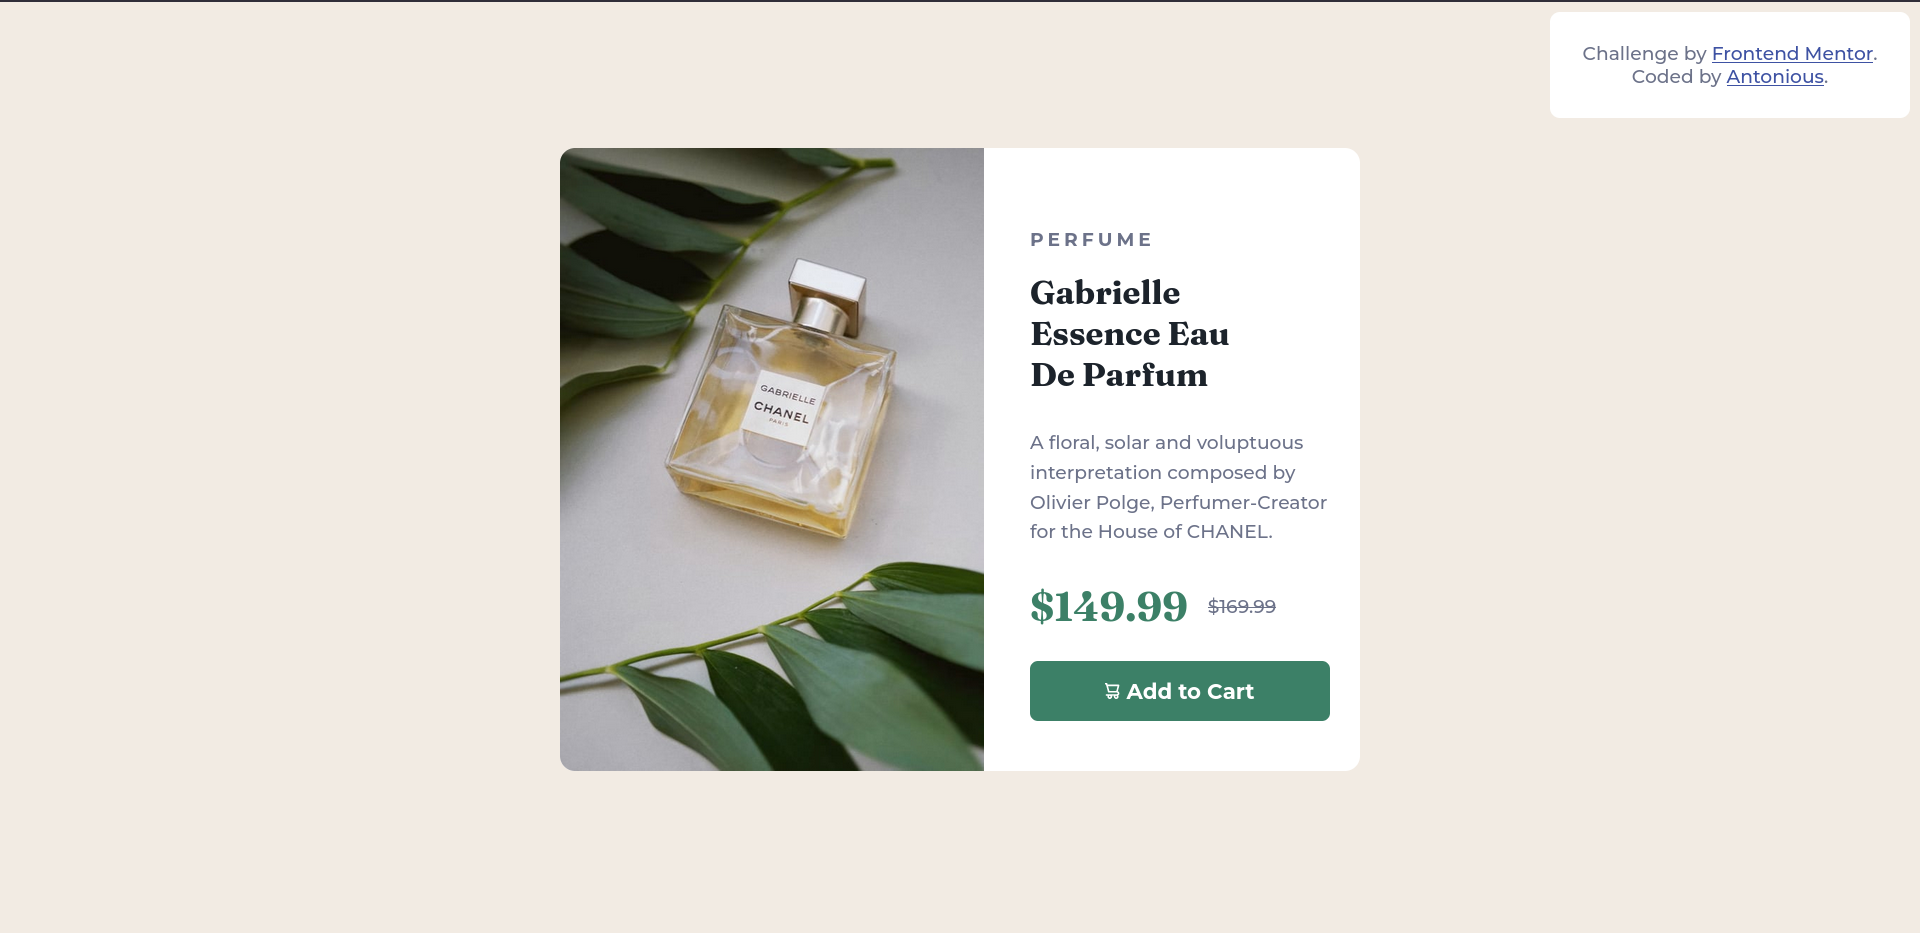 Challenge by Frontend Mentor.
Coded by Antonious.
GABRIELLE
CHANEL
PARIS
PERFUME
Gabrielle
Essence Eau
De Parfum
A floral, solar and voluptuous
interpretation composed by
Olivier Polge, Perfumer-Creator
for the House of CHANEL.
$149.99 $169.99
Add to Cart